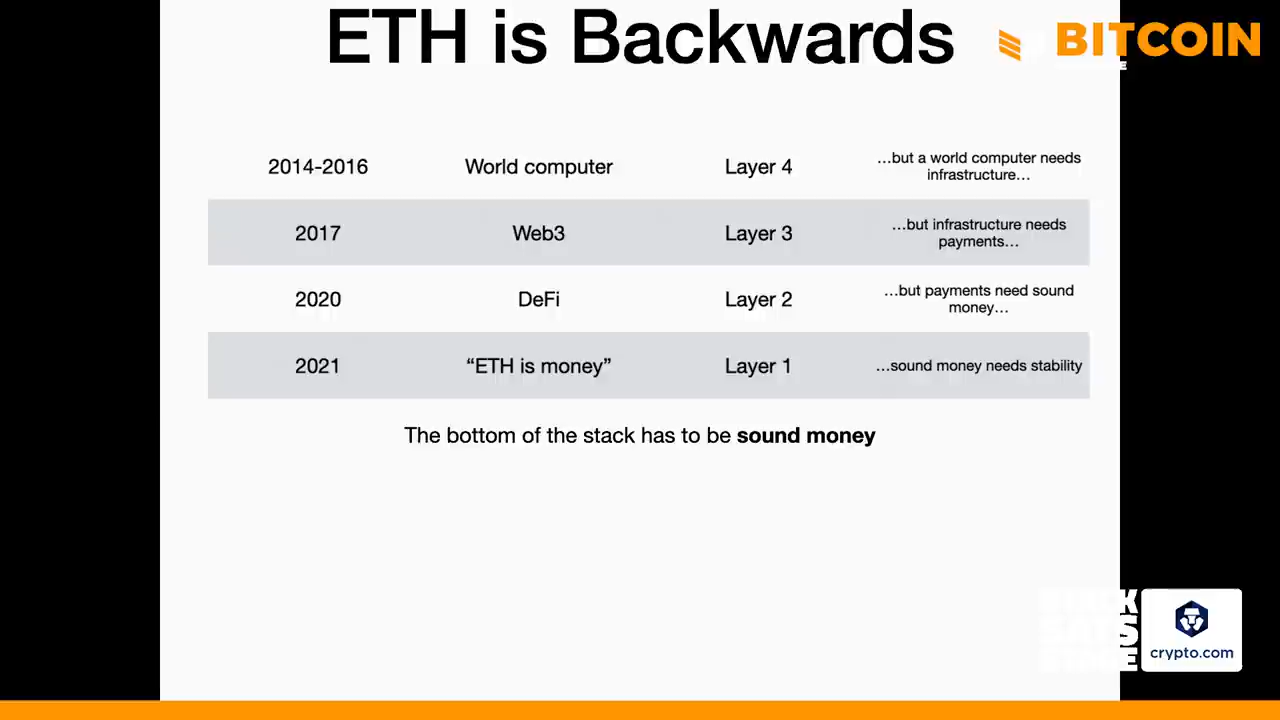 ETH is Backwards
BITCOIN
2014-2016 World computer Layer 4 …but a world computer needs
infrastructure…
2017 Web3 Layer 3 …but infrastructure needs
payments…
2020 DeFi Layer 2 …but payments need sound
money…
2021 “ETH is money” Layer 1 …sound money needs stability
The bottom of the stack has to be sound money
crypto.com